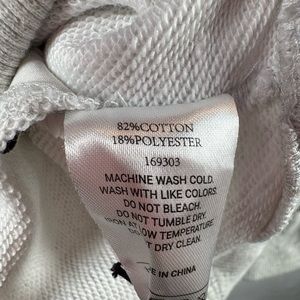 82%COTTON
18%POLYESTER
169303
MACHINE WASH COLD.
WASH WITH LIKE COLORS.
DO NOT BLEACH.
DO NOT TUMBLE DRY.
IRON AT LOW TEMPERATURE.
DRY CLEAN.
IN CHINA